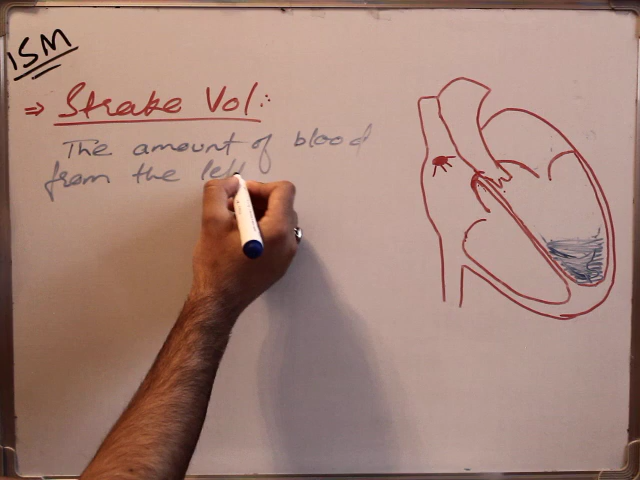 ISM
⇒ Stroke Vol:
The amount of blood
from the left